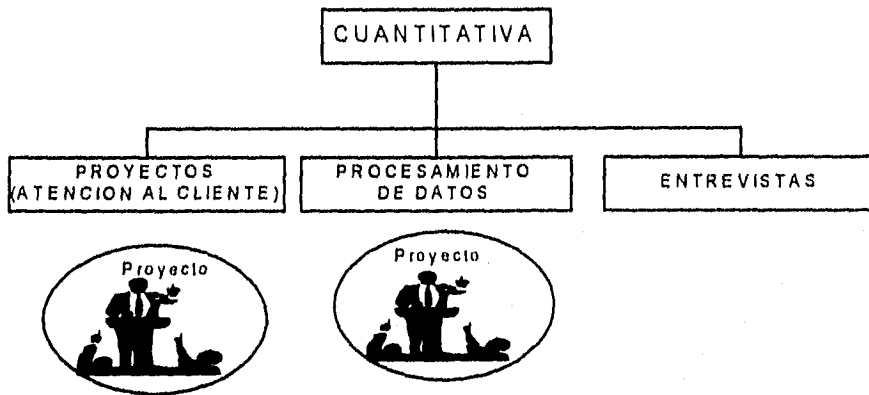 CUANTITATIVA
PROYECTOS
(ATENCION AL CLIENTE)
PROCESAMIENTO
DE DATOS
ENTREVISTAS
Proyecto
Proyecto